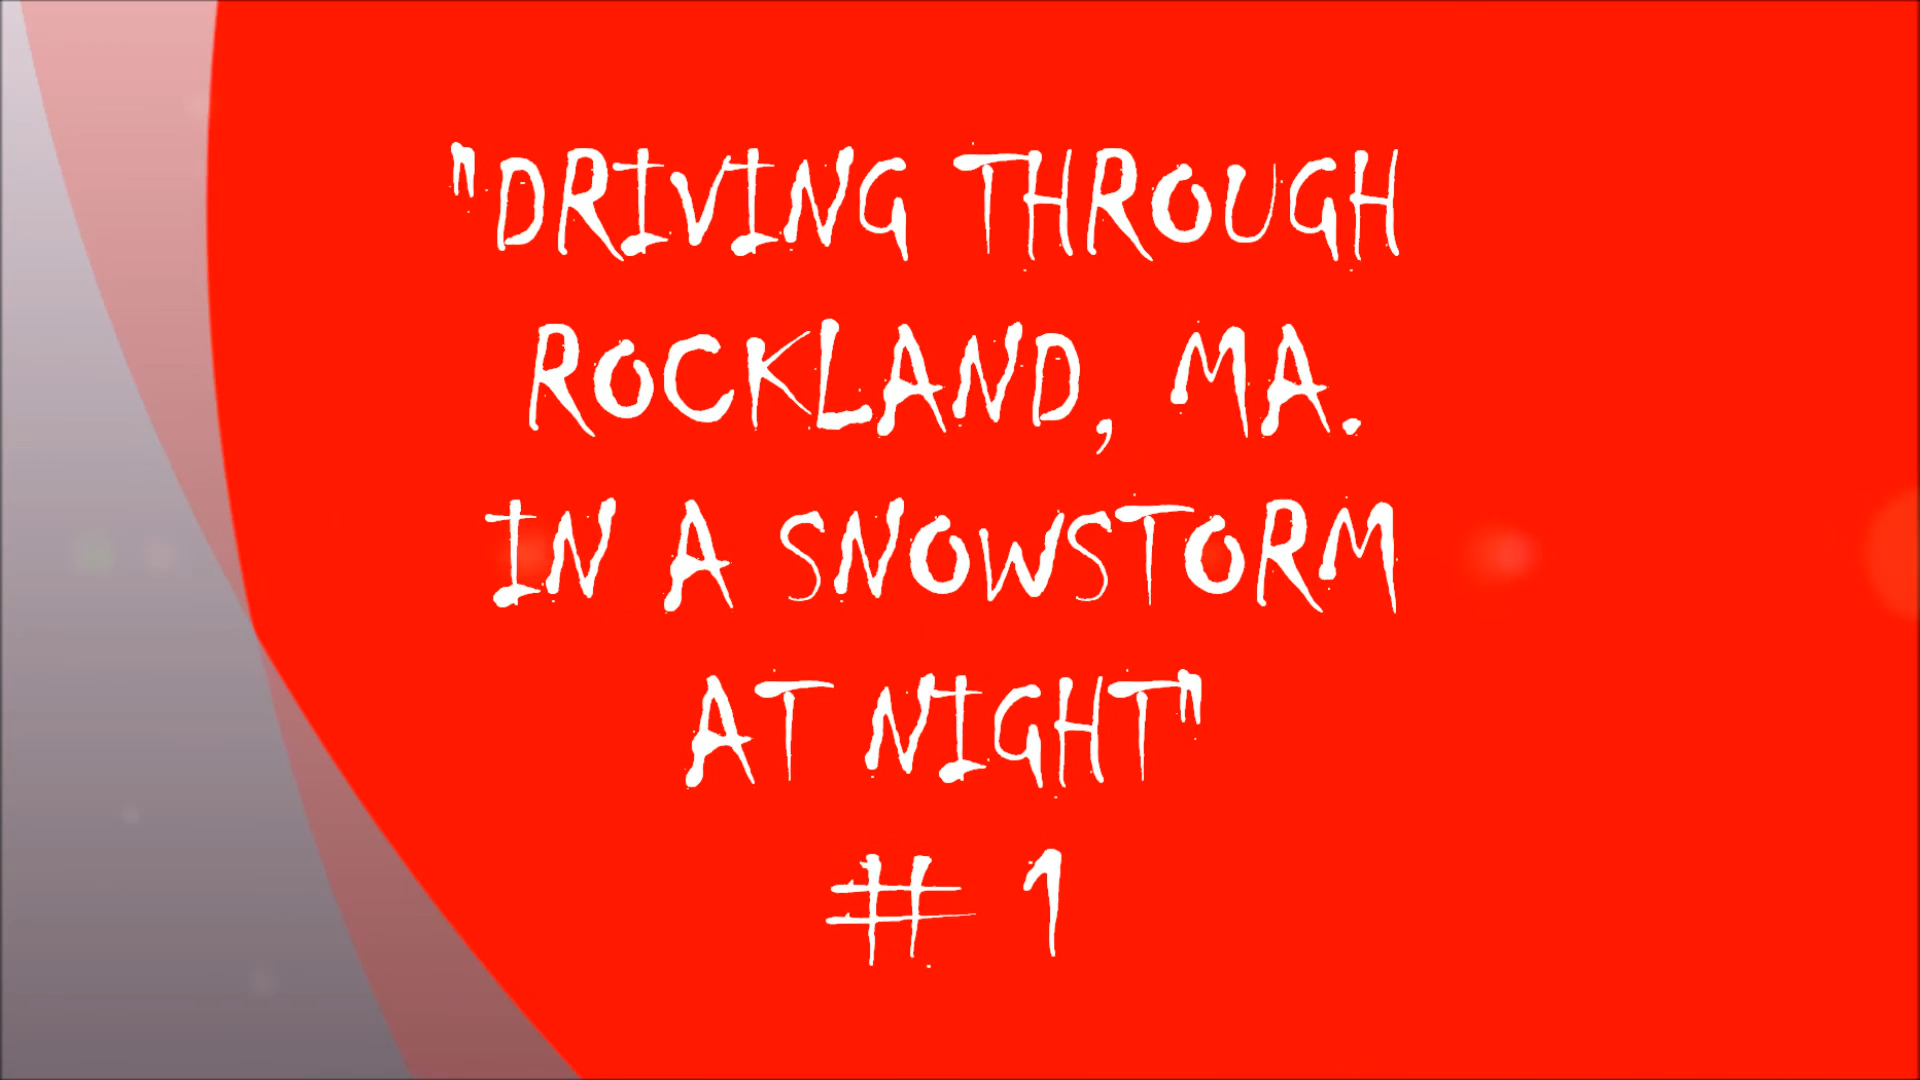 "DRIVING THROUGH
ROCKLAND, MA.
IN A SNOWSTORM
AT NIGHT"
# 1